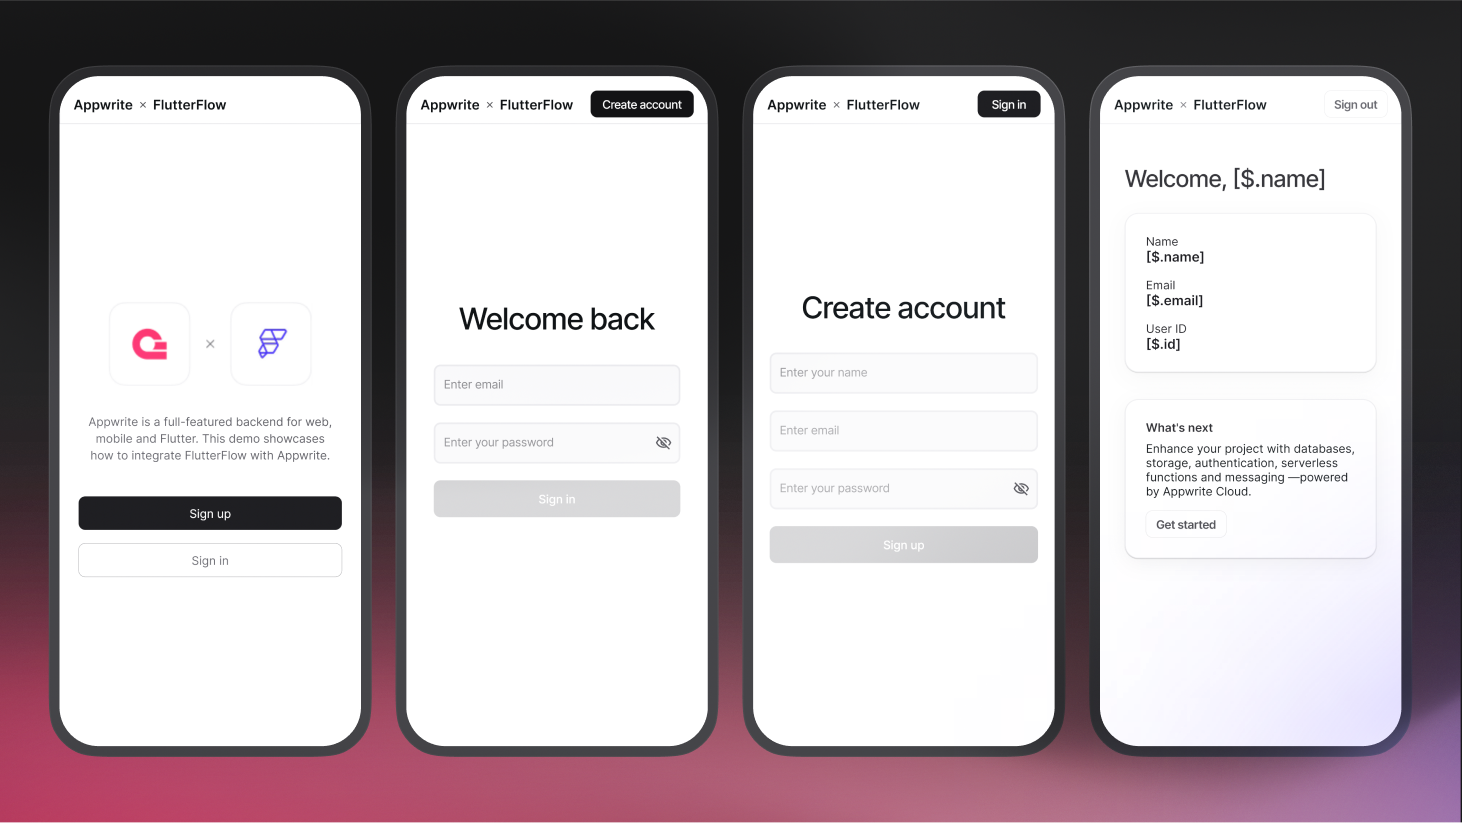 Appwrite × FlutterFlow
Appwrite is a full-featured backend for web,
mobile and Flutter. This demo showcases
how to integrate FlutterFlow with Appwrite.
Sign up
Sign in
Appwrite × FlutterFlow
Create account
Welcome back
Enter email
Enter your password
Sign in
Appwrite × FlutterFlow
Sign in
Create account
Enter your name
Enter email
Enter your password
Sign up
Appwrite × FlutterFlow
Sign out
Welcome, [$.name]
Name
[$.name]
Email
[$.email]
User ID
[$.id]
What's next
Enhance your project with databases,
storage, authentication, serverless
functions and messaging —powered
by Appwrite Cloud.
Get started